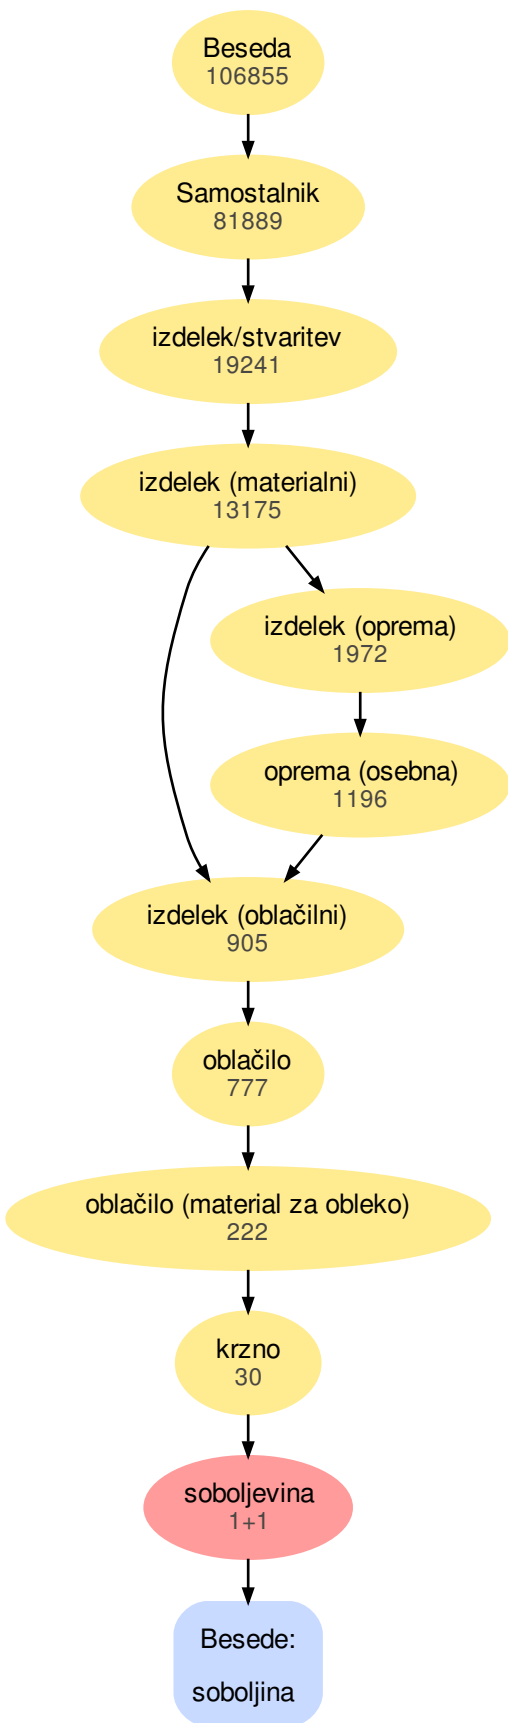 Beseda
106855
Samostalnik
81889
izdelek/stvaritev
19241
izdelek (materialni)
13175
izdelek (oprema)
1972
oprema (osebna)
1196
izdelek (oblačilni)
905
oblačilo
777
oblačilo (material za obleko)
222
krzno
30
soboljevina
1+1
Besede:
soboljina